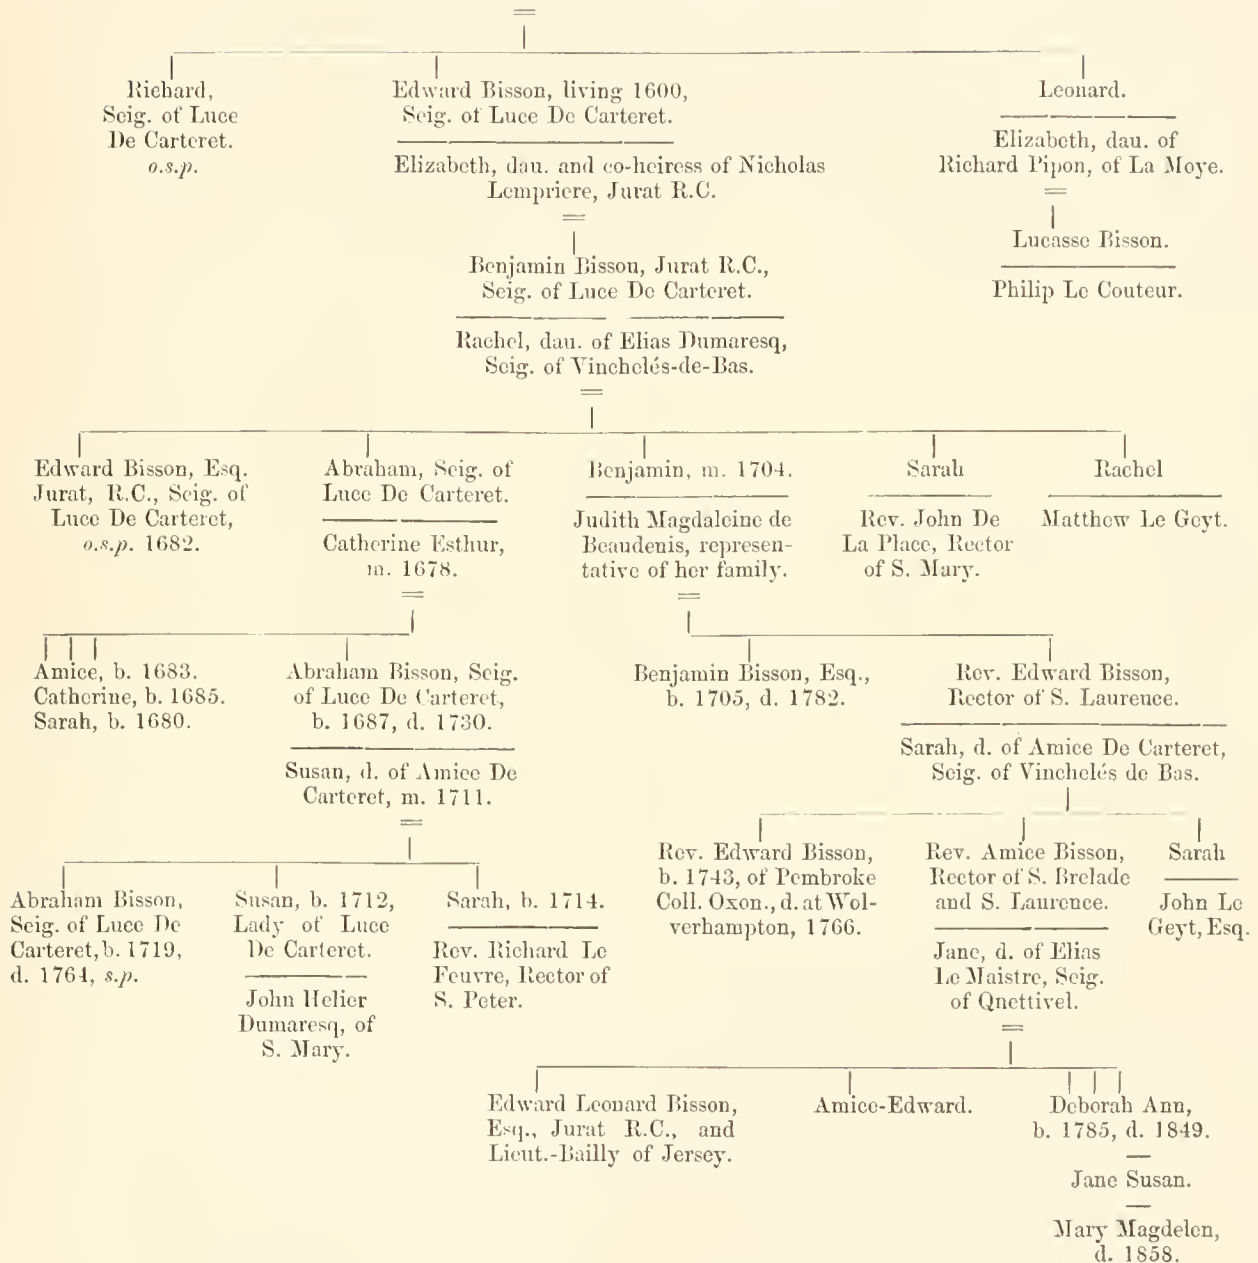 Richard,
Seig. of Luce
De Carteret.
o.s.p.
Edward Bisson, living 1600,
Seig. of Luce De Carteret.
Elizabeth, dau. and co-heiress of Nicholas
Lempriere, Jurat R.C.
Leonard.
Elizabeth, dau. of
Richard Pipon, of La Moye.
Lucasse Bisson.
Philip Le Couteur.
Benjamin Bisson, Jurat R.C.,
Seig. of Luce De Carteret.
Rachel, dau. of Elias Dumaresq,
Seig. of Vinchelés-de-Bas.
Edward Bisson, Esq.
Jurat, R.C., Seig. of
Luce De Carteret,
o.s.p. 1682.
Abraham, Seig. of
Luce De Carteret.
Catherine Esthur,
m. 1678.
Benjamin, m. 1704.
Judith Magdaleine de
Beaudenis, represen-
tative of her family.
Sarah
Rev. John De
La Place, Rector
of S. Mary.
Rachel
Matthew Le Geyt.
Amice, b. 1683.
Catherine, b. 1685.
Sarah, b. 1680.
Abraham Bisson, Seig.
of Luce De Carteret,
b. 1687, d. 1730.
Susan, d. of Amice De
Carteret, m. 1711.
Benjamin Bisson, Esq.,
b. 1705, d. 1782.
Rev. Edward Bisson,
Rector of S. Laurence.
Sarah, d. of Amice De Carteret,
Seig. of Vinchelés de Bas.
Abraham Bisson,
Seig. of Luce De
Carteret, b. 1719,
d. 1764, s.p.
Susan, b. 1712,
Lady of Luce
De Carteret.
John Helier
Dumaresq, of
S. Mary.
Sarah, b. 1714.
Rev. Richard Le
Feuvre, Rector of
S. Peter.
Rev. Edward Bisson,
b. 1743, of Pembroke
Coll. Oxon., d. at Wol-
verhampton, 1766.
Rev. Amice Bisson,
Rector of S. Brelade
and S. Laurence.
Jane, d. of Elias
Le Maistre, Seig.
of Qnettivel.
Sarah
John Le
Geyt, Esq.
Edward Leonard Bisson,
Esq., Jurat R.C., and
Lieut.-Bailly of Jersey.
Amice-Edward.
Deborah Ann,
b. 1785, d. 1849.
Jane Susan.
Mary Magdelen,
d. 1858.